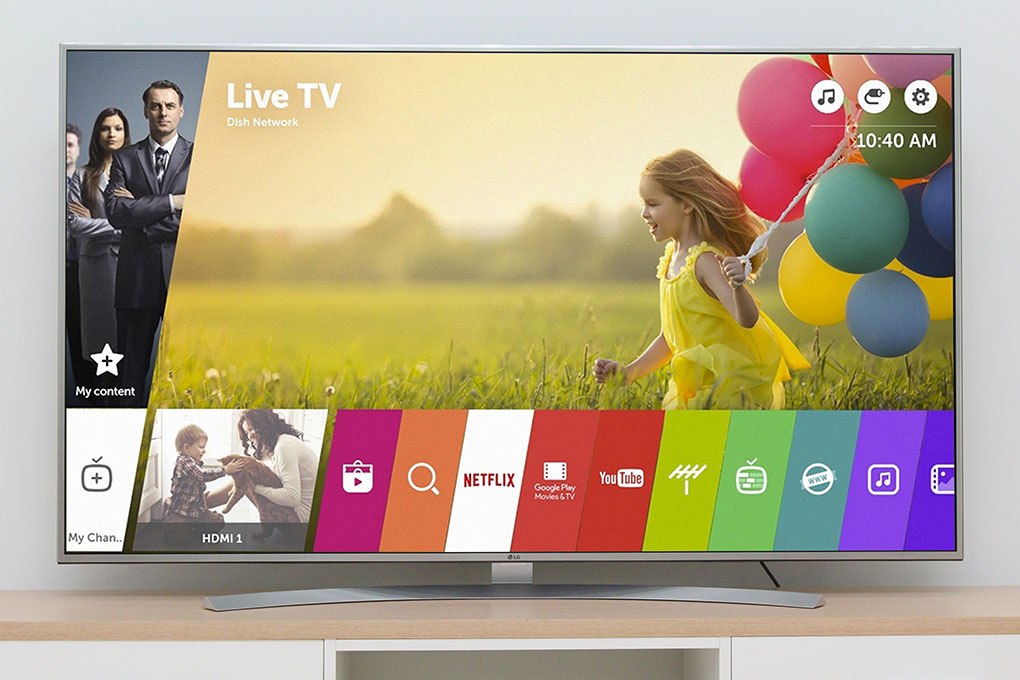 Live TV
Dish Network
10:40 AM
My content
My Chan..
HDMI 1
NETFLIX
Google Play
Movies & TV
YouTube
WWW
LG